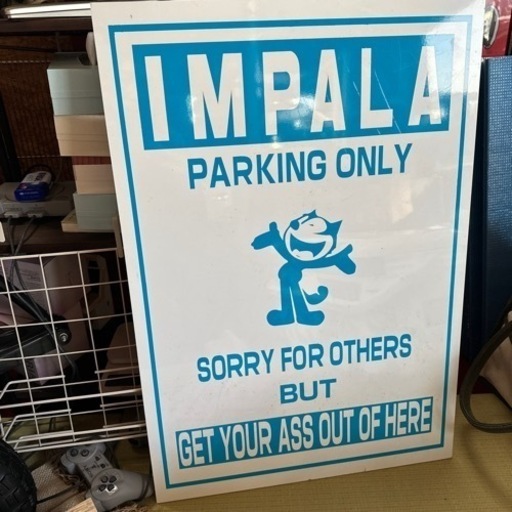 IMPALA
PARKING ONLY
SORRY FOR OTHERS
BUT
GET YOUR ASS OUT OF HERE